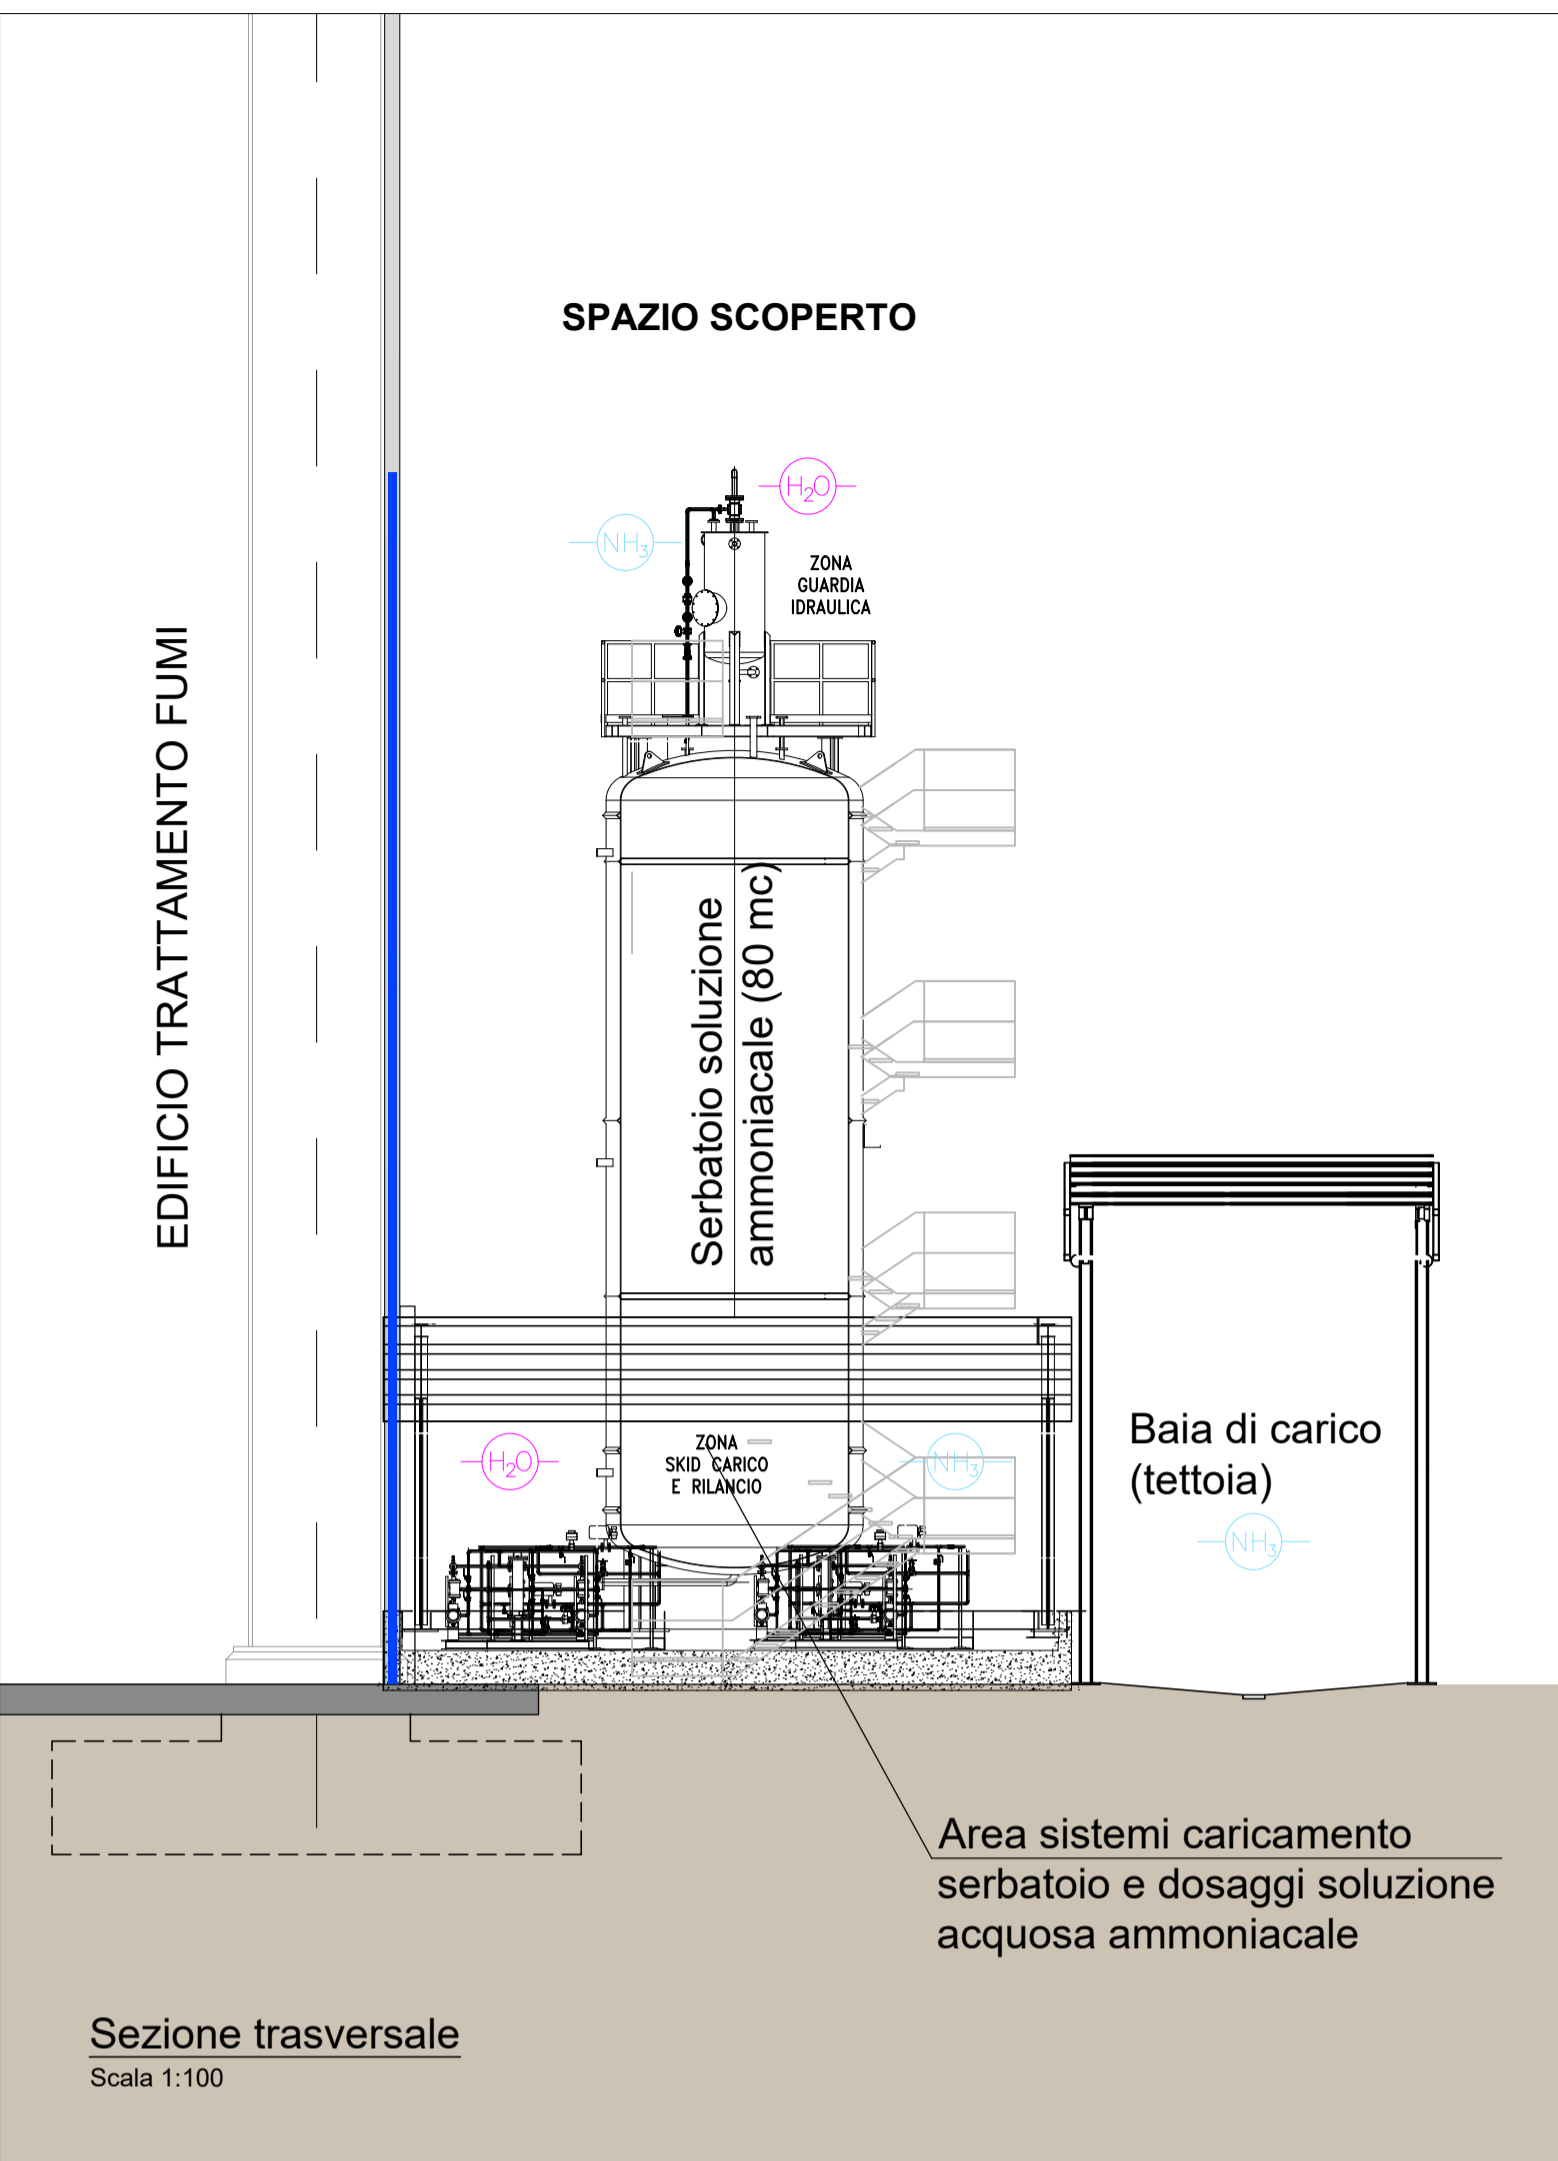 SPAZIO SCOPERTO
H₂O
NH₃
ZONA
GUARDIA
IDRAULICA
EDIFICIO TRATTAMENTO FUMI
Serbatoio soluzione
ammoniacale (80 mc)
H₂O
ZONA
SKID CARICO
E RILANCIO
NH₃
Baia di carico
(tettoia)
NH₃
Area sistemi caricamento
serbatoio e dosaggi soluzione
acquosa ammoniacale
Sezione trasversale
Scala 1:100